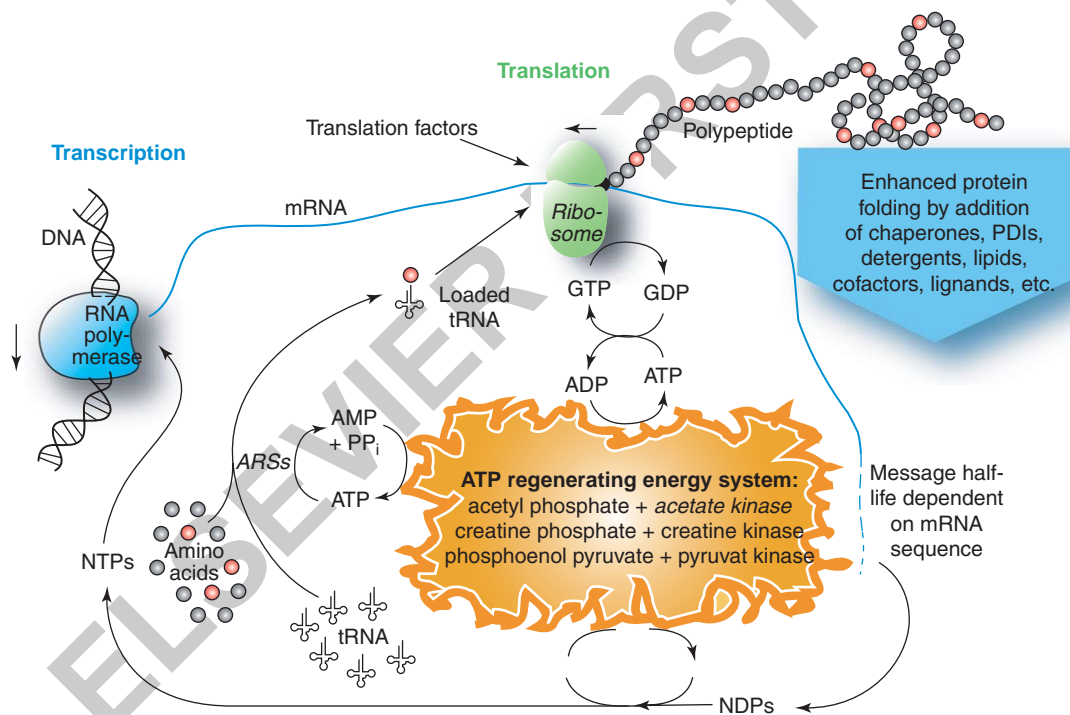 Translation
Translation factors
Polypeptide
Transcription
mRNA
DNA
RNA
poly-
merase
Ribo-
some
Enhanced protein
folding by addition
of chaperones, PDIs,
detergents, lipids,
cofactors, lignands, etc.
Loaded
tRNA
GTP
GDP
ADP
ATP
AMP
+ PPi
ARSs
ATP
ATP regenerating energy system:
acetyl phosphate + acetate kinase
creatine phosphate + creatine kinase
phosphoenol pyruvate + pyruvat kinase
Message half-
life dependent
on mRNA
sequence
NTPs
Amino
acids
tRNA
NDPs
ELSEVIER RST